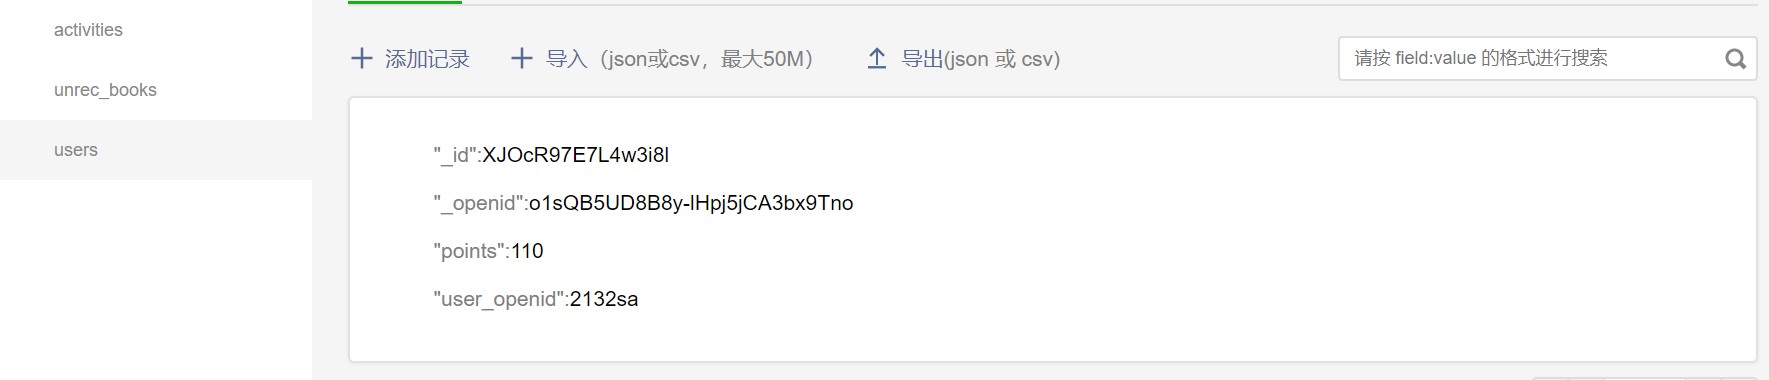 activities
unrec_books
users
添加记录
导入（json或csv，最大50M）
导出(json 或 csv)
请按 field:value 的格式进行搜索
"_id":XJOcR97E7L4w3i8l
"_openid":o1sQB5UD8B8y-lHpj5jCA3bx9Tno
"points":110
"user_openid":2132sa